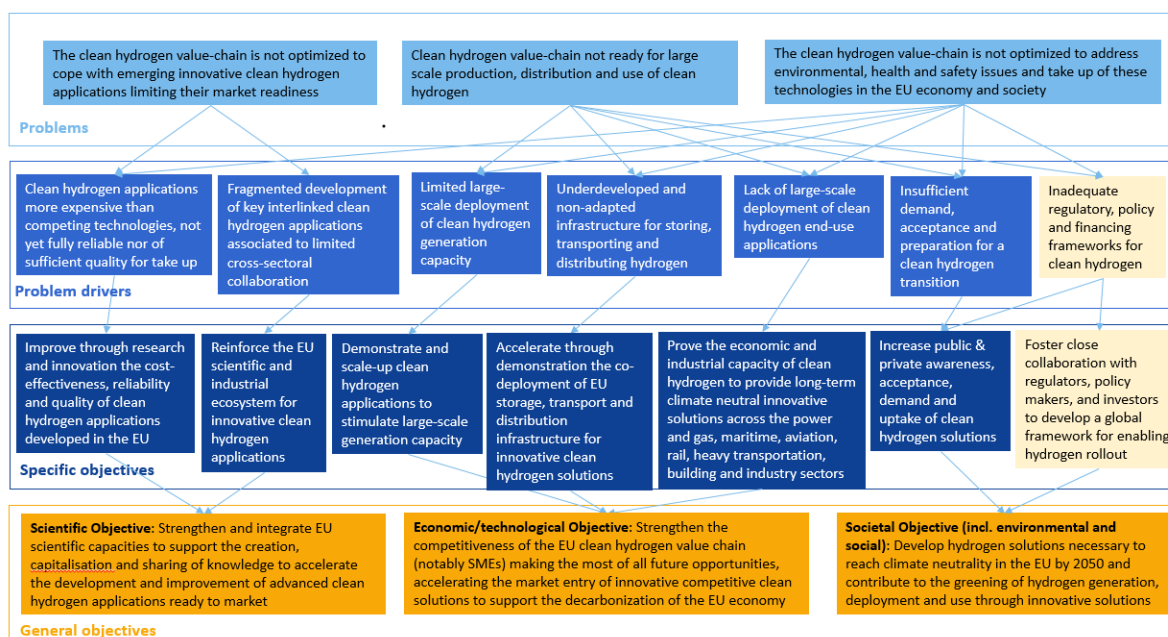 The clean hydrogen value-chain is not optimized to
cope with emerging innovative clean hydrogen
applications limiting their market readiness
Clean hydrogen value-chain not ready for large
scale production, distribution and use of clean
hydrogen
The clean hydrogen value-chain is not optimized to address
environmental, health and safety issues and take up of these
technologies in the EU economy and society
Problems
Clean hydrogen applications
more expensive than
competing technologies, not
yet fully reliable nor of
sufficient quality for take up
Fragmented development
of key interlinked clean
hydrogen applications
associated to limited
cross-sectoral
collaboration
Limited large-
scale deployment
of clean hydrogen
generation
capacity
Underdeveloped and
non-adapted
infrastructure for storing,
transporting and
distributing hydrogen
Lack of large-scale
deployment of clean
hydrogen end-use
applications
Insufficient
demand,
acceptance and
preparation for a
clean hydrogen
transition
Inadequate
regulatory, policy
and financing
frameworks for
clean hydrogen
Problem drivers
Improve through research
and innovation the cost-
effectiveness, reliability
and quality of clean
hydrogen applications
developed in the EU
Reinforce the EU
scientific and
industrial
ecosystem for
innovative clean
hydrogen
applications
Demonstrate and
scale-up clean
hydrogen
applications to
stimulate large-scale
generation capacity
Accelerate through
demonstration the co-
deployment of EU
storage, transport and
distribution
infrastructure for
innovative clean
hydrogen solutions
Prove the economic and
industrial capacity of clean
hydrogen to provide long-term
climate neutral innovative
solutions across the power
and gas, maritime, aviation,
rail, heavy transportation,
building and industry sectors
Increase public &
private awareness,
acceptance,
demand and
uptake of clean
hydrogen solutions
Foster close
collaboration with
regulators, policy
makers, and investors
to develop a global
framework for enabling
hydrogen rollout
Specific objectives
Scientific Objective: Strengthen and integrate EU
scientific capacities to support the creation,
capitalisation and sharing of knowledge to accelerate
the development and improvement of advanced clean
hydrogen applications ready to market
Economic/technological Objective: Strengthen the
competitiveness of the EU clean hydrogen value chain
(notably SMEs) making the most of all future opportunities,
accelerating the market entry of innovative competitive clean
solutions to support the decarbonization of the EU economy
Societal Objective (incl. environmental and
social): Develop hydrogen solutions necessary to
reach climate neutrality in the EU by 2050 and
contribute to the greening of hydrogen generation,
deployment and use through innovative solutions
General objectives